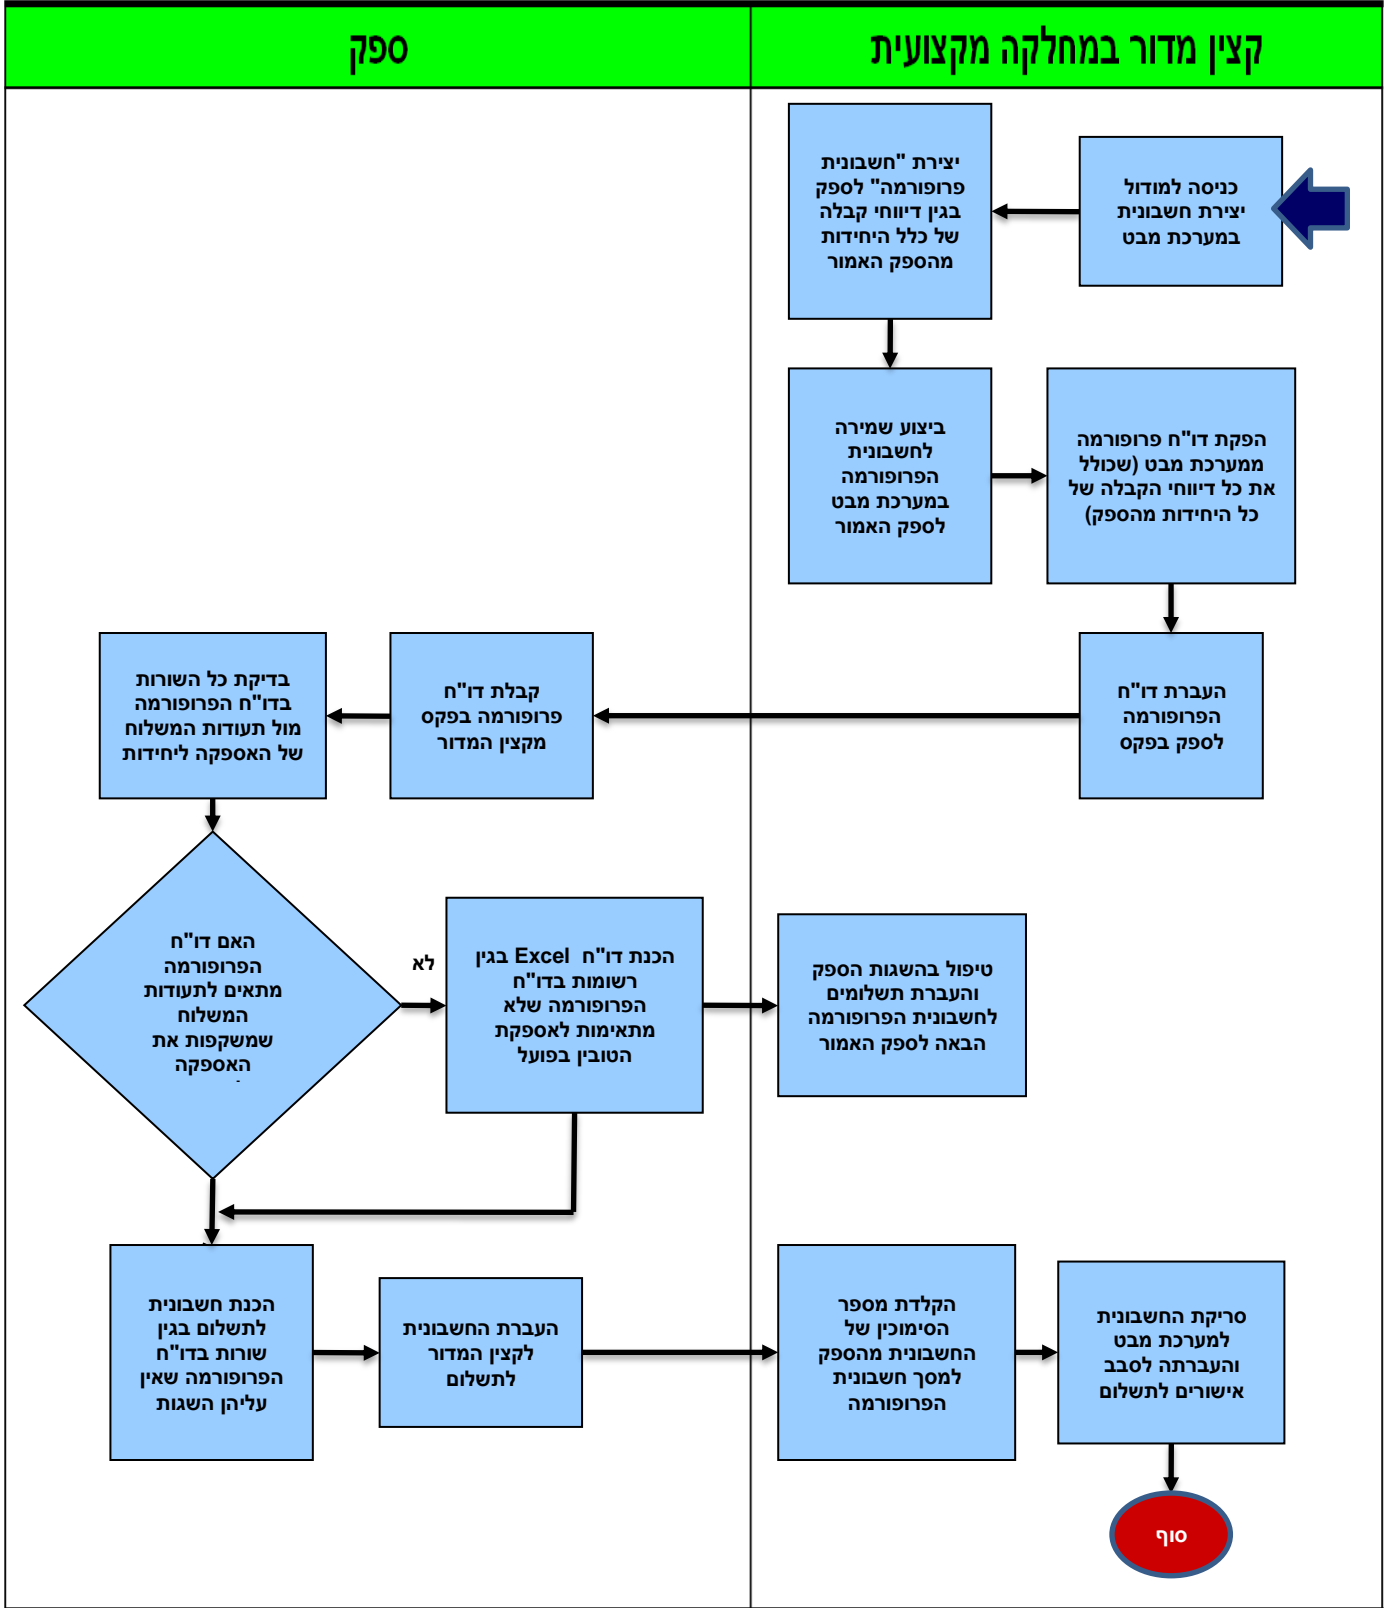 קצין מדור במחלקה מקצועית
ספק
כניסה למודול
יצירת חשבונית
במערכת מבט
יצירת "חשבונית
פרופורמה" לספק
בגין דיווחי קבלה
של כלל היחידות
מהספק האמור
ביצוע שמירה
לחשבונית
הפרופורמה
במערכת מבט
לספק האמור
הפקת דו"ח פרופורמה
ממערכת מבט (שכולל
את כל דיווחי הקבלה של
כל היחידות מהספק)
העברת דו"ח
הפרופורמה
לספק בפקס
קבלת דו"ח
פרופורמה בפקס
מקצין המדור
בדיקת כל השורות
בדו"ח הפרופורמה
מול תעודות המשלוח
של האספקה ליחידות
האם דו"ח
הפרופורמה
מתאים לתעודות
המשלוח
שמשקפות את
האספקה
לא
הכנת דו"ח Excel בגין
רשומות בדו"ח
הפרופורמה שלא
מתאימות לאספקת
הטובין בפועל
טיפול בהשגות הספק
והעברת תשלומים
לחשבונית הפרופורמה
הבאה לספק האמור
הכנת חשבונית
לתשלום בגין
שורות בדו"ח
הפרופורמה שאין
עליהן השגות
העברת החשבונית
לקצין המדור
לתשלום
הקלדת מספר
הסימוכין של
החשבונית מהספק
למסך חשבונית
הפרופורמה
סריקת החשבונית
למערכת מבט
והעברתה לסבב
אישורים לתשלום
סוף